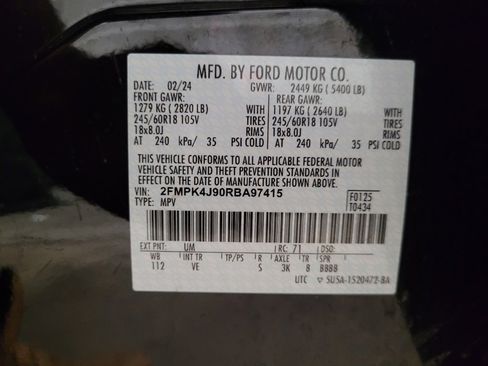 MFD. BY FORD MOTOR CO.
DATE: 02/24 GVWR: 2449 KG (5400 LB)
FRONT GAWR: REAR GAWR:
1279 KG (2820 LB) WITH 1197 KG (2640 LB) WITH
245/60R18 105V TIRES 245/60R18 105V TIRES
18x8.0J RIMS 18x8.0J RIMS
AT 240 kPa/ 35 PSI COLD AT 240 kPa/ 35 PSI COLD
THIS VEHICLE CONFORMS TO ALL APPLICABLE FEDERAL MOTOR
VEHICLE SAFETY AND THEFT PREVENTION STANDARDS IN
EFFECT ON THE DATE OF MANUFACTURE SHOWN ABOVE.
VIN: 2FMPK4J90RBA97415 F0125
TYPE: MPV T0434
EXT PNT: UM RC: 71 DSO:
WB INT TR TP/PS R AXLE TR SPR
112 VE S 3K 8 BBBB
UTC SU5A-1520472-BA